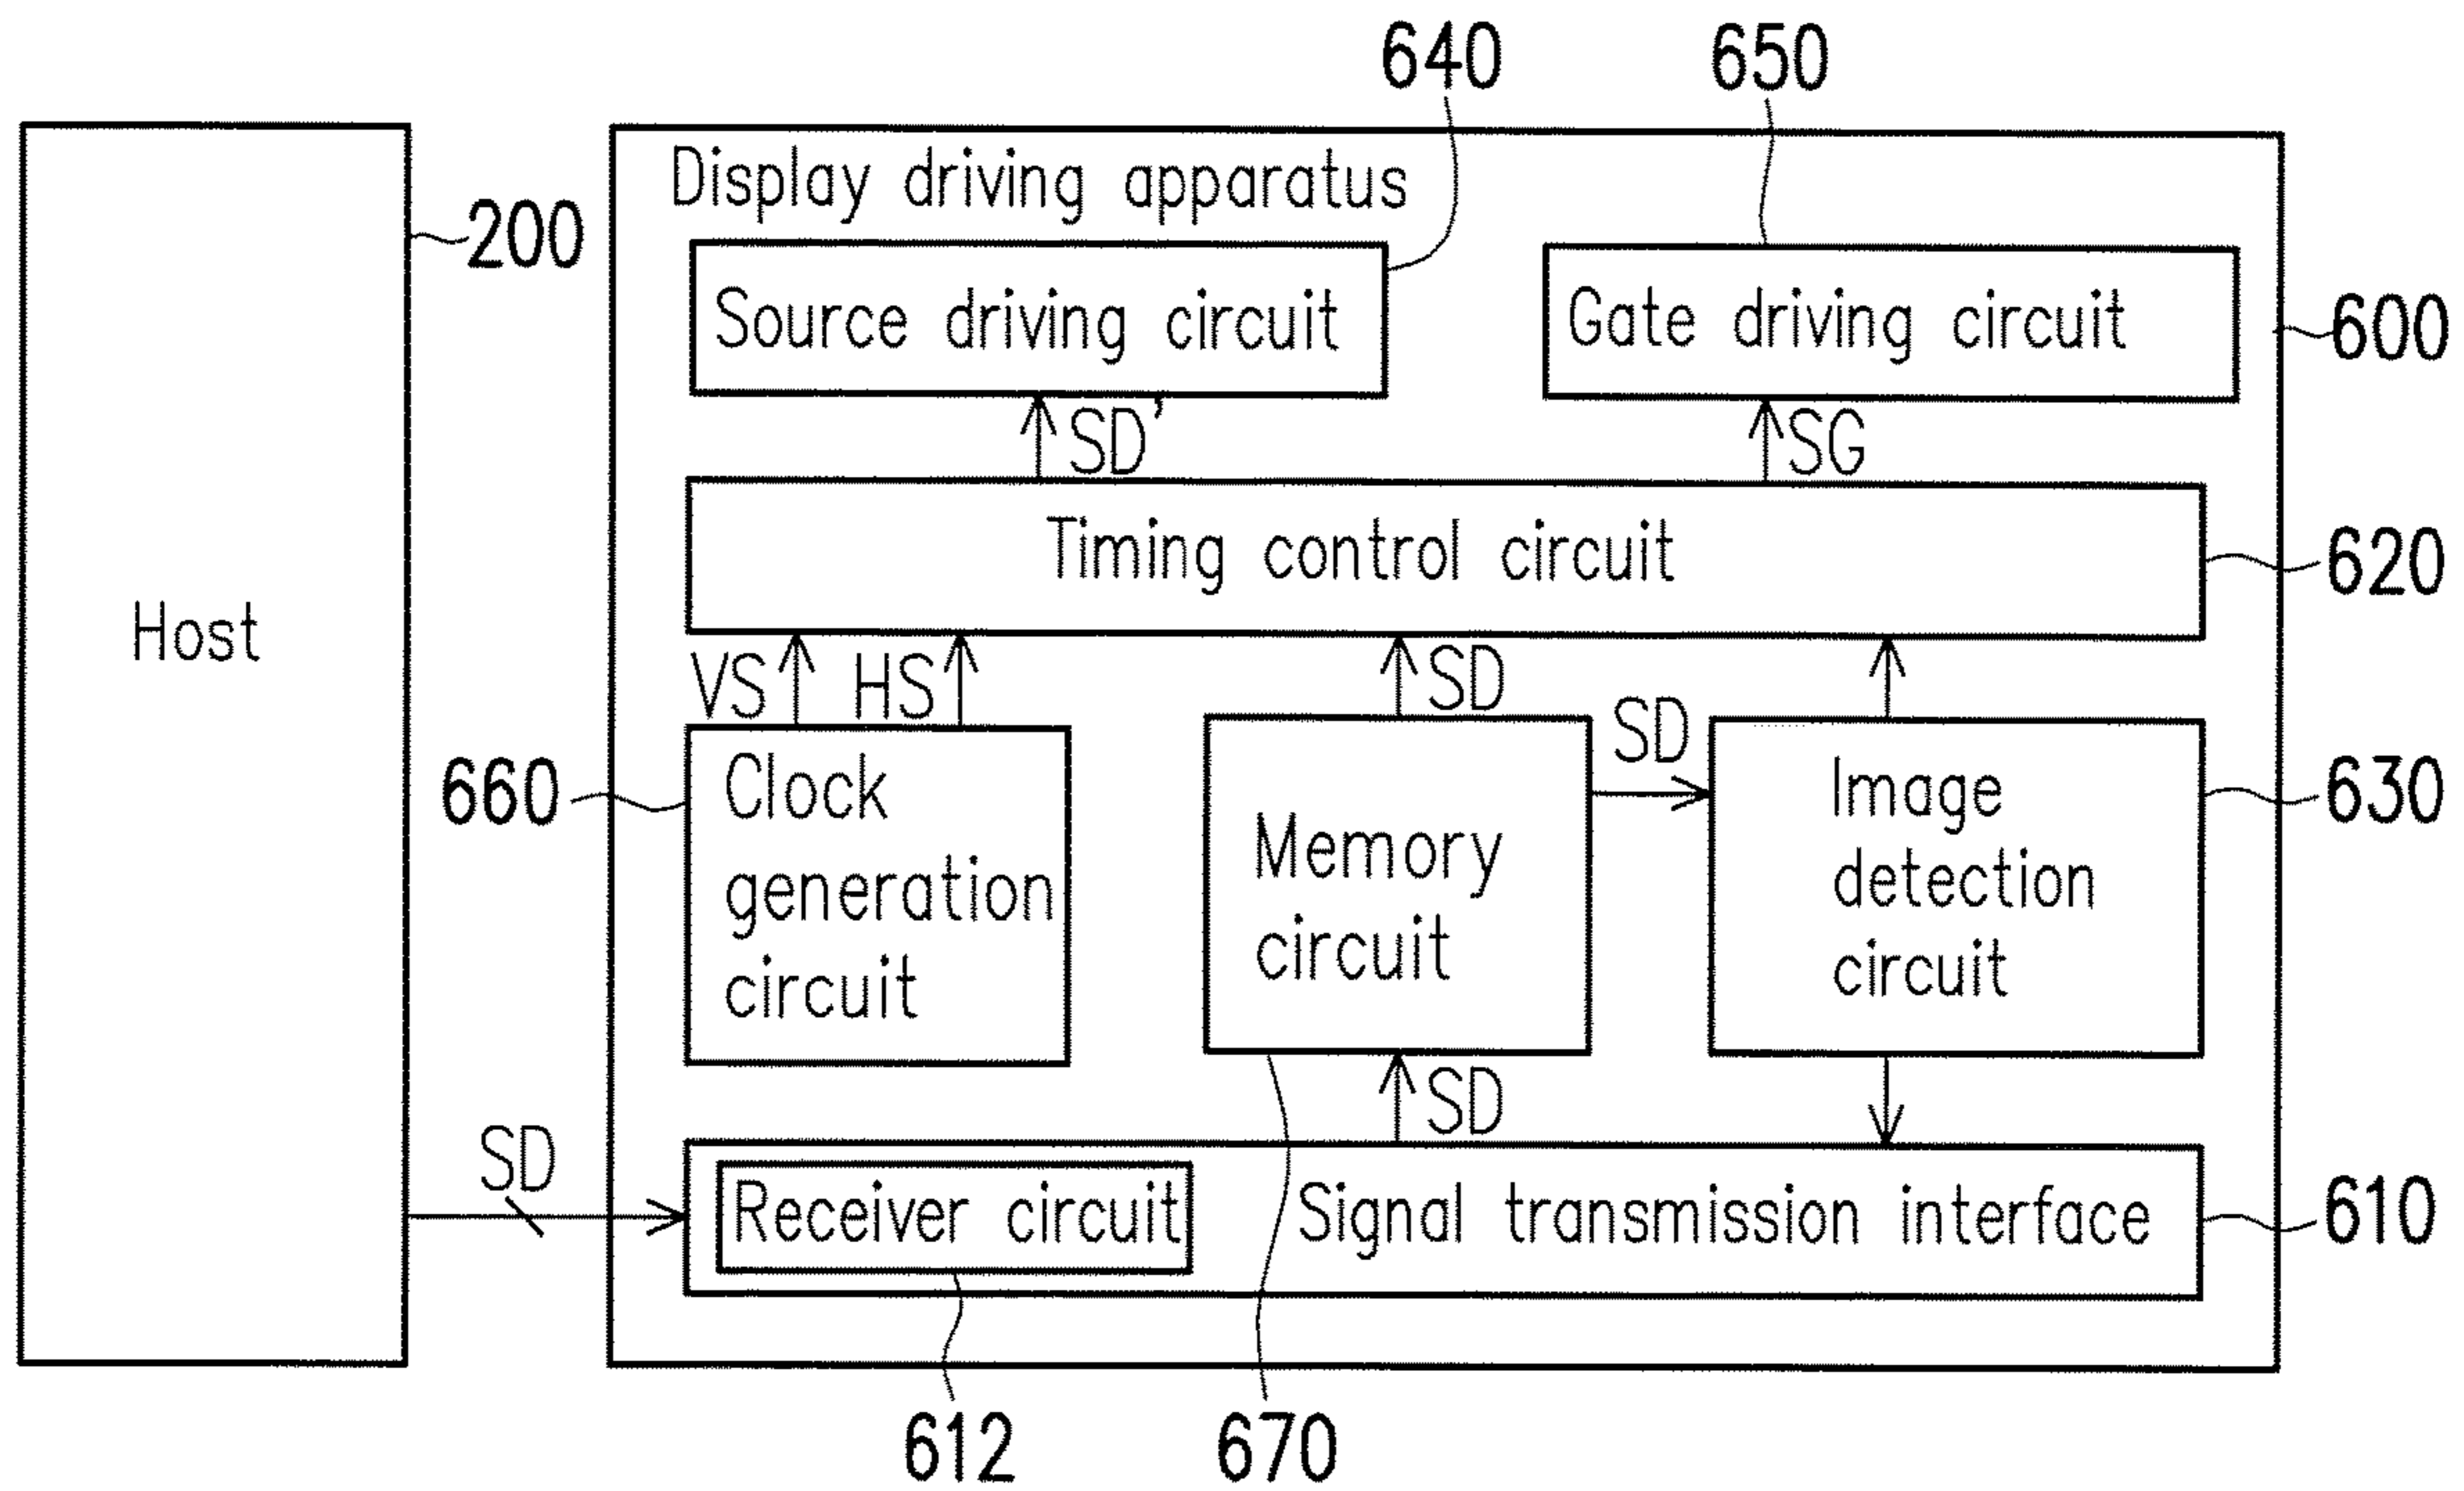 640
650
Display driving apparatus
200
Source driving circuit
Gate driving circuit
600
SD'
SG
Timing control circuit
620
Host
VS
HS
SD
SD
660
Clock
generation
circuit
Memory
circuit
Image
detection
circuit
630
SD
SD
Receiver circuit
Signal transmission interface
610
612
670